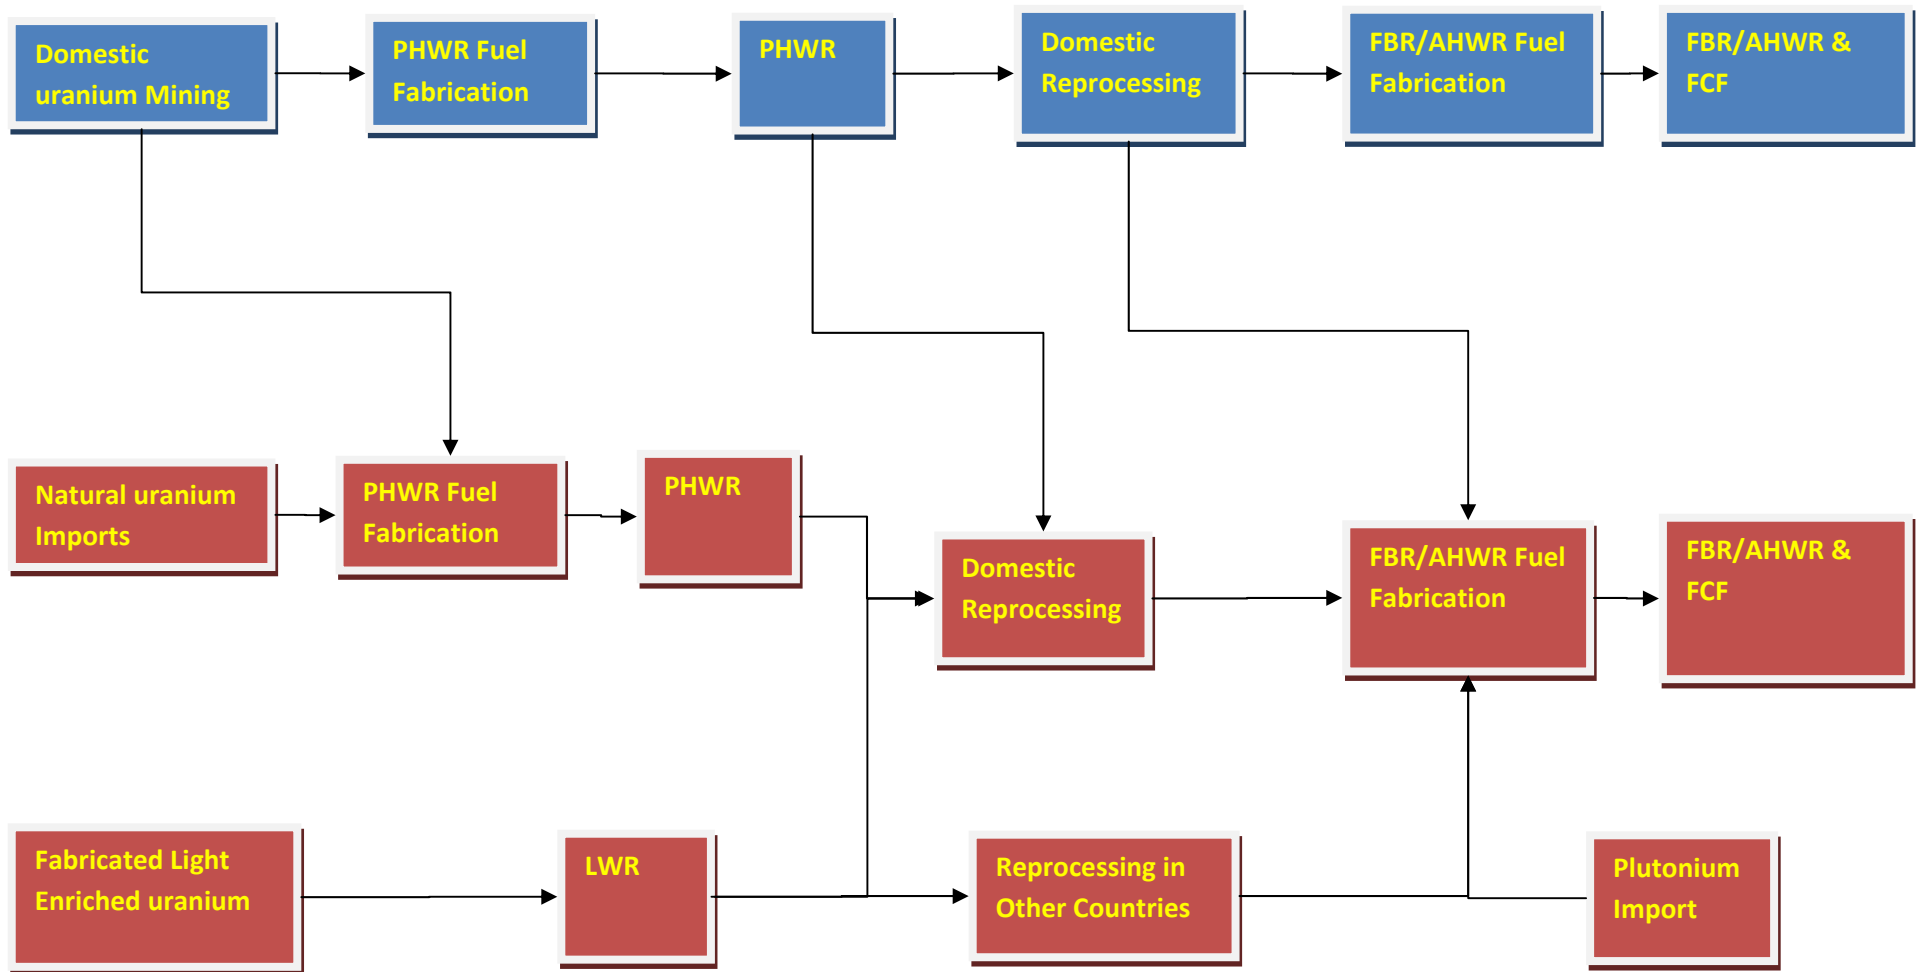 Domestic
uranium Mining
PHWR Fuel
Fabrication
PHWR
Domestic
Reprocessing
FBR/AHWR Fuel
Fabrication
FBR/AHWR &
FCF
Natural uranium
Imports
PHWR Fuel
Fabrication
PHWR
Domestic
Reprocessing
FBR/AHWR Fuel
Fabrication
FBR/AHWR &
FCF
Fabricated Light
Enriched uranium
LWR
Reprocessing in
Other Countries
Plutonium
Import